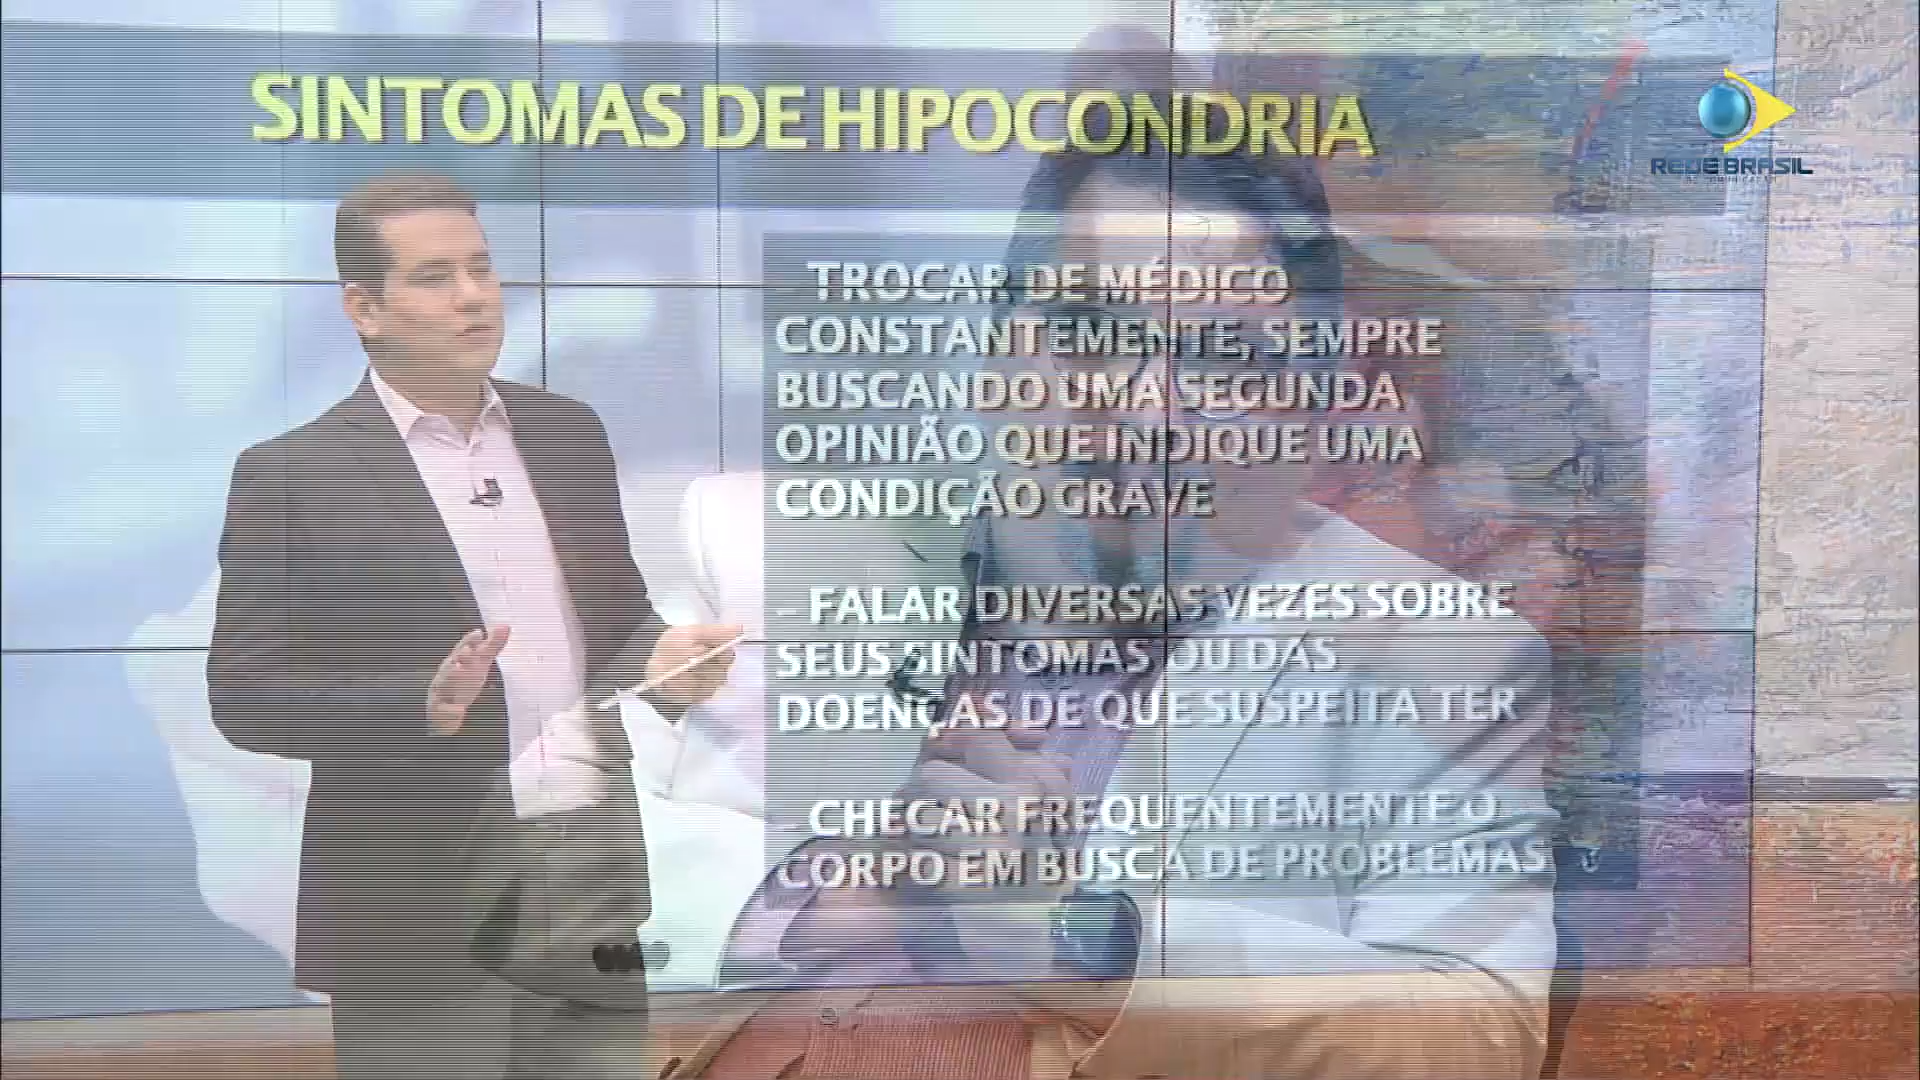 SINTOMAS DE HIPOCONDRIA
REDE BRASIL
TROCAR DE MÉDICO
CONSTANTEMENTE, SEMPRE
BUSCANDO UMA SEGUNDA
OPINIÃO QUE INDIQUE UMA
CONDIÇÃO GRAVE
- FALAR DIVERSAS VEZES SOBRE
SEUS SINTOMAS OU DAS
DOENÇAS DE QUE SUSPEITA TER
- CHECAR FREQUENTEMENTE O
CORPO EM BUSCA DE PROBLEMAS